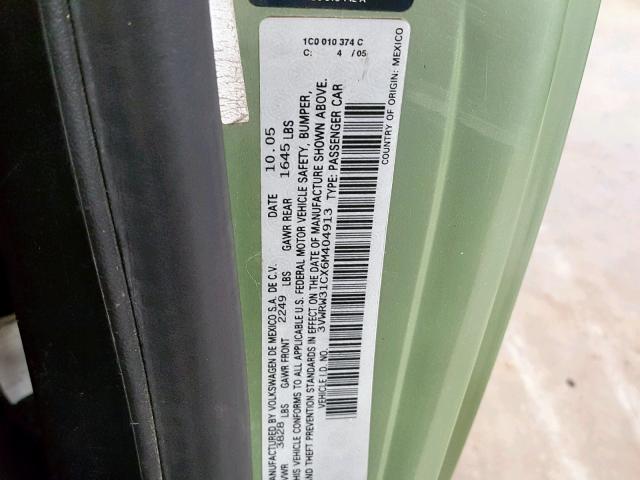 1C0 010 374 C
C: 4 / 05
MANUFACTURED BY VOLKSWAGEN DE MEXICO S.A. DE C.V. DATE 10.05
GVWR 3828 LBS GAWR FRONT 2249 LBS GAWR REAR 1645 LBS
THIS VEHICLE CONFORMS TO ALL APPLICABLE U.S. FEDERAL MOTOR VEHICLE SAFETY, BUMPER,
AND THEFT PREVENTION STANDARDS IN EFFECT ON THE DATE OF MANUFACTURE SHOWN ABOVE.
VEHICLE I.D. NO. 3VWRW31CX6M404913 TYPE: PASSENGER CAR
COUNTRY OF ORIGIN: MEXICO